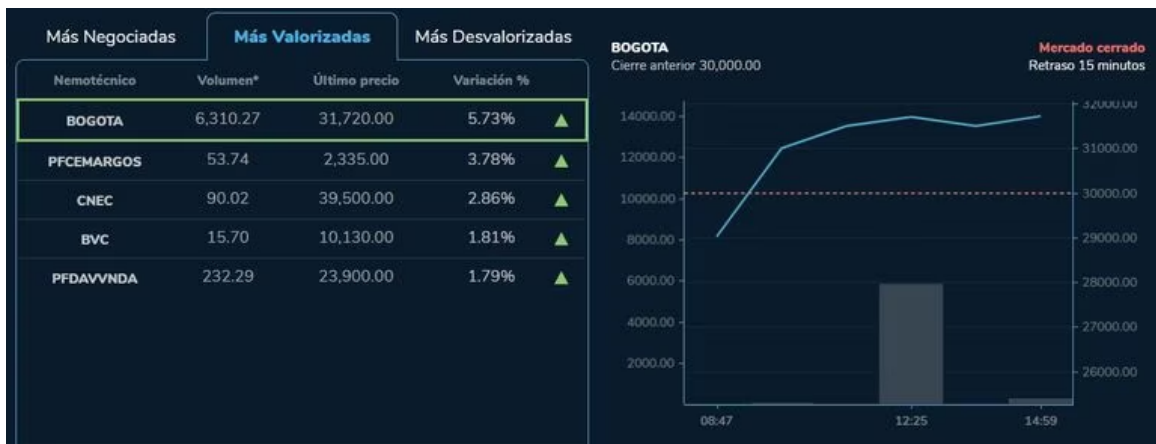 Más Negociadas Más Valorizadas Más Desvalorizadas
Nemotécnico Volumen* Último precio Variación %
BOGOTA 6,310.27 31,720.00 5.73% ▲
PFCEMARGOS 53.74 2,335.00 3.78% ▲
CNEC 90.02 39,500.00 2.86% ▲
BVC 15.70 10,130.00 1.81% ▲
PFDAVVNDA 232.29 23,900.00 1.79% ▲
BOGOTA Mercado cerrado
Cierre anterior 30,000.00 Retraso 15 minutos
14000.00
12000.00
10000.00
8000.00
6000.00
4000.00
2000.00
32000.00
31000.00
30000.00
29000.00
28000.00
27000.00
26000.00
08:47 12:25 14:59